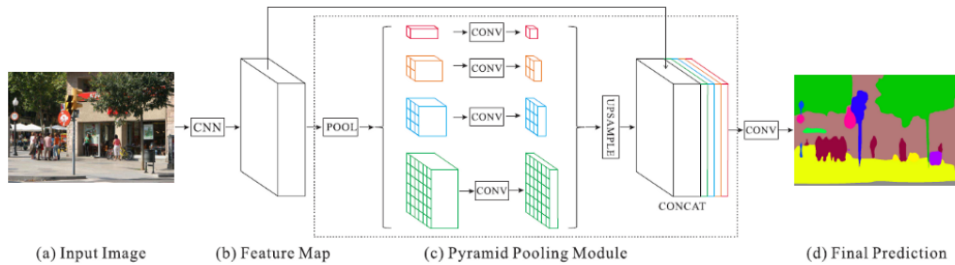 CNN
POOL
CONV
CONV
CONV
CONV
UPSAMPLE
CONCAT
CONV
(a) Input Image
(b) Feature Map
(c) Pyramid Pooling Module
(d) Final Prediction